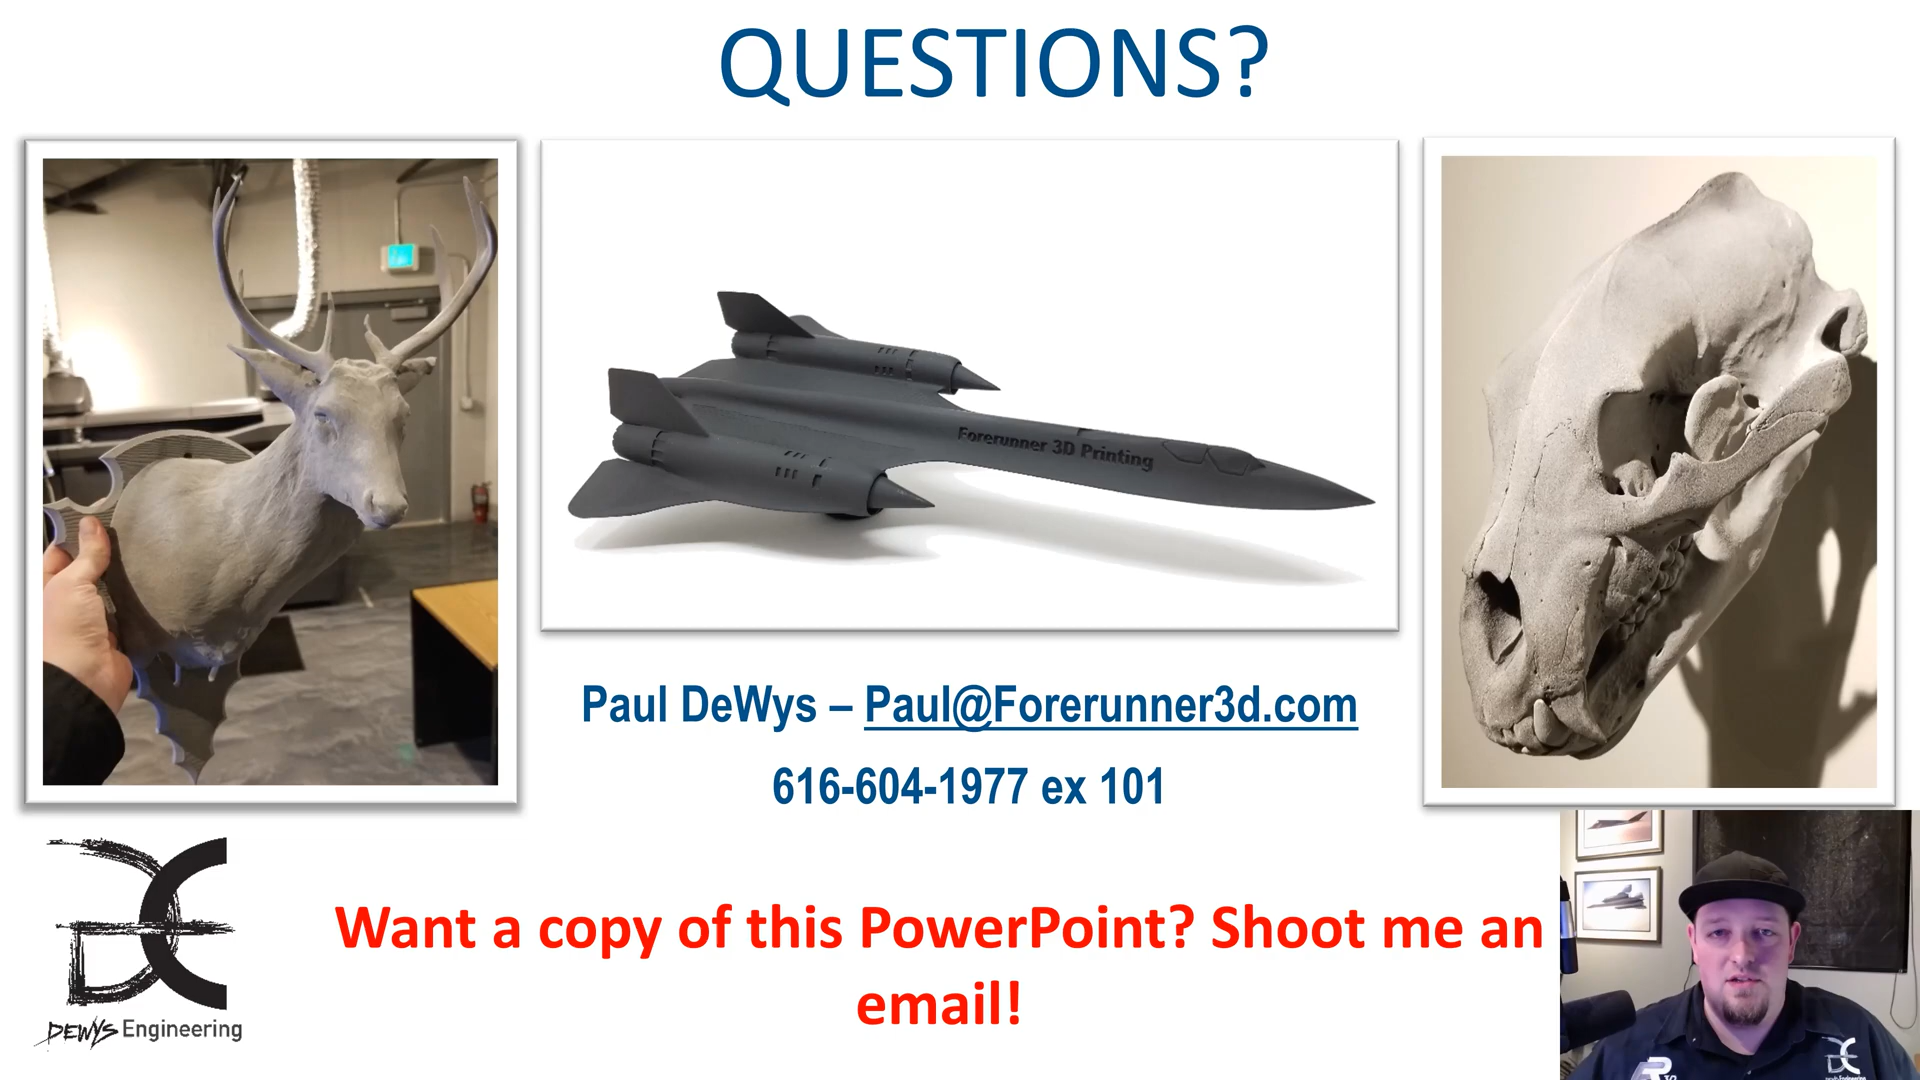 QUESTIONS?
Forerunner 3D Printing
Paul DeWys – Paul@Forerunner3d.com
616-604-1977 ex 101
Want a copy of this PowerPoint? Shoot me an
email!
DEWYS Engineering